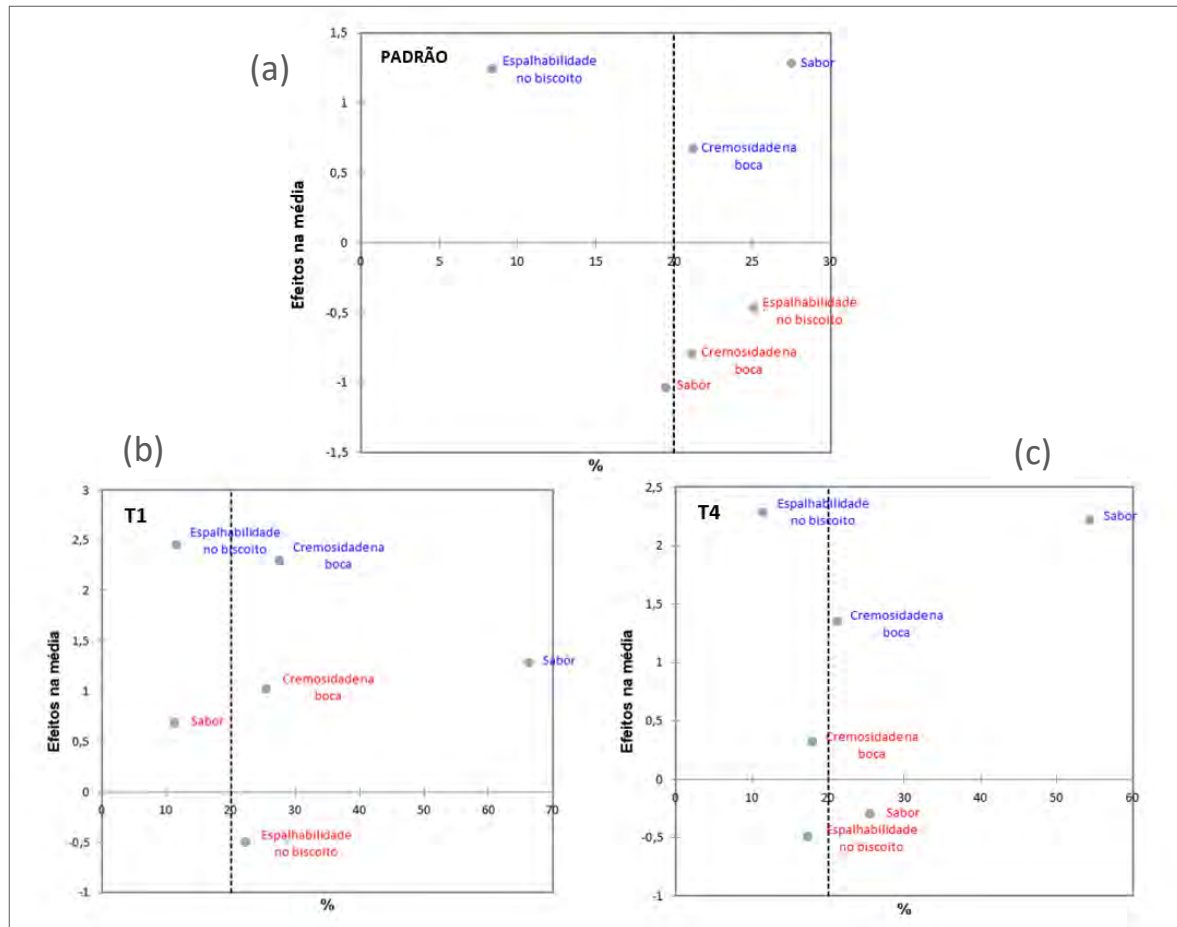 (a)
PADRÃO
Efeitos na média
1,5
1
0,5
0
-0,5
-1
-1,5
Espalhabilidade
no biscoito
Sabor
Cremosidadena
boca
0 5 10 15 20 25 30
Espalhabilidade
no biscoito
Cremosidadena
boca
Sabor
%
(b)
T1
Efeitos na média
3
2,5
2
1,5
1
0,5
0
-0,5
-1
Espalhabilidade
no biscoito
Cremosidadena
boca
Sabor
Cremosidadena
boca
Sabor
0 10 20 30 40 50 60 70
Espalhabilidade
no biscoito
%
(c)
T4
Efeitos na média
2,5
2
1,5
1
0,5
0
-0,5
-1
Espalhabilidade
no biscoito
Sabor
Cremosidadena
boca
Cremosidadena
boca
0 10 20 30 40 50 60
Sabor
Espalhabilidade
no biscoito
%